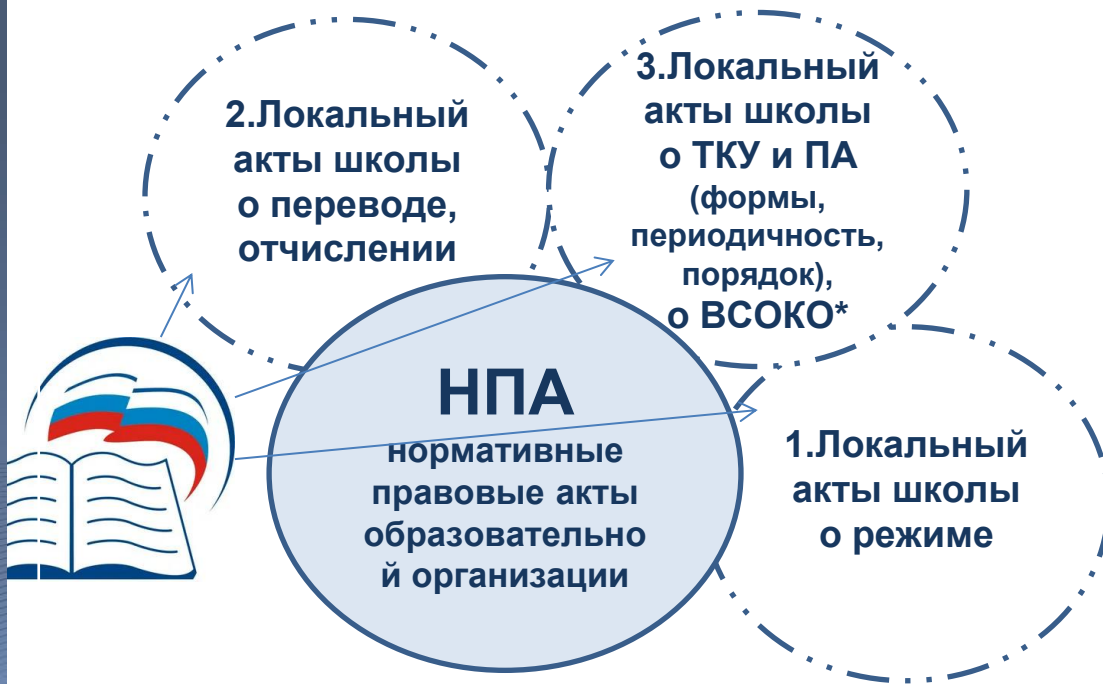 2.Локальный
акты школы
о переводе,
отчислении
3.Локальный
акты школы
о ТКУ и ПА
(формы,
периодичность,
порядок),
о ВСОКО*
НПА
нормативные
правовые акты
образовательно
й организации
1.Локальный
акты школы
о режиме